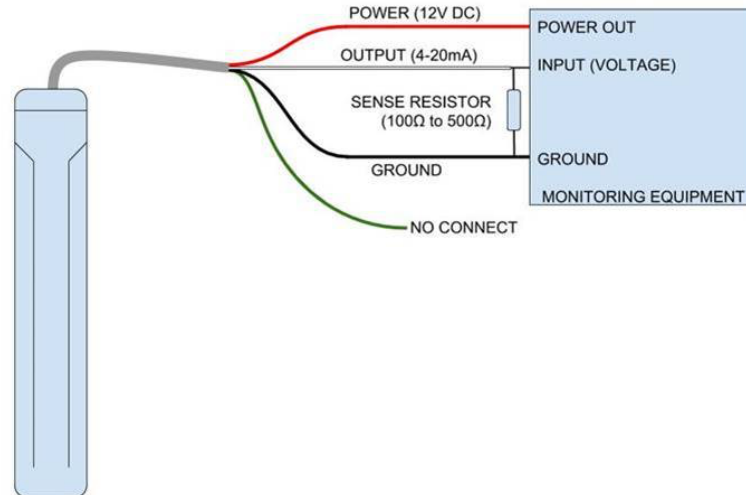 POWER (12V DC)
POWER OUT
OUTPUT (4-20mA)
INPUT (VOLTAGE)
SENSE RESISTOR
(100Ω to 500Ω)
GROUND
GROUND
MONITORING EQUIPMENT
NO CONNECT